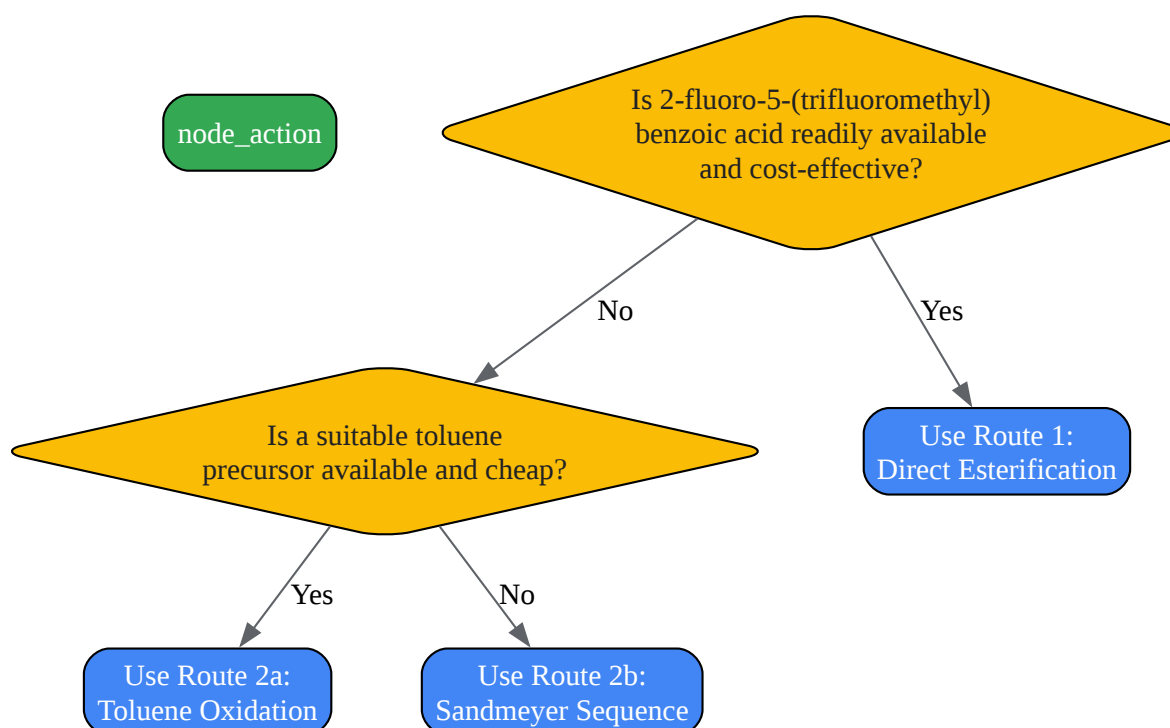 Is 2-fluoro-5-(trifluoromethyl)
benzoic acid readily available
and cost-effective?
node_action
No
Yes
Is a suitable toluene
precursor available and cheap?
Use Route 1:
Direct Esterification
Yes
No
Use Route 2a:
Toluene Oxidation
Use Route 2b:
Sandmeyer Sequence